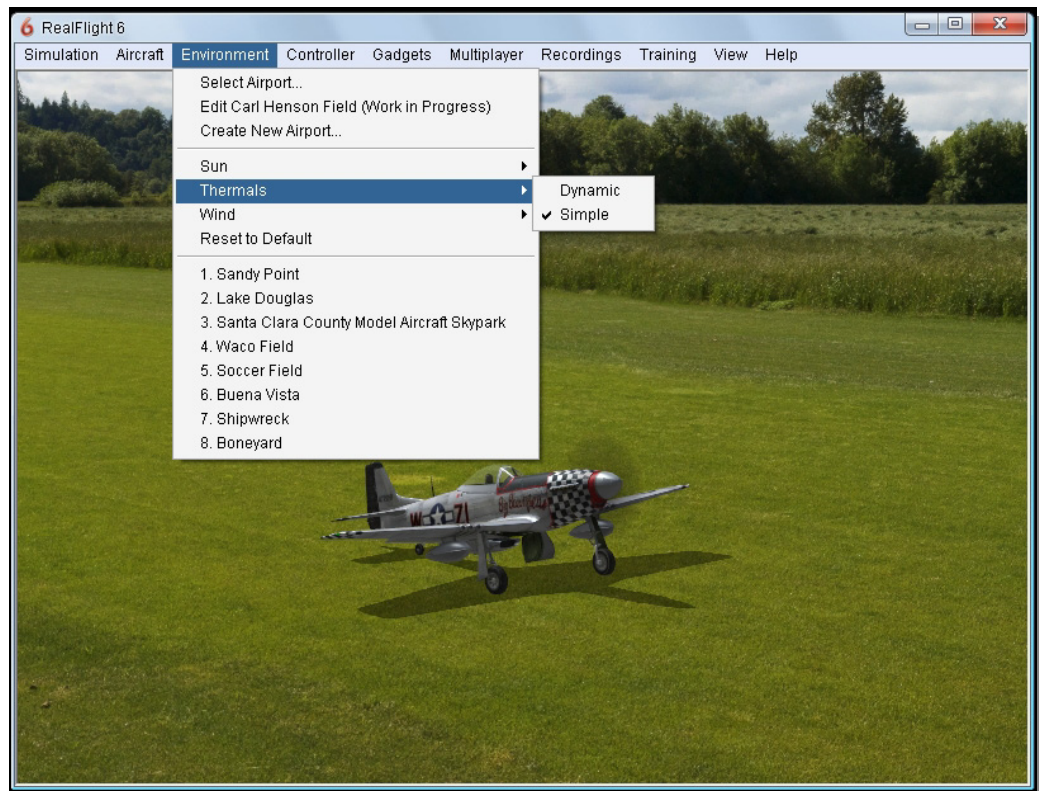 6 RealFlight 6
Simulation Aircraft Environment Controller Gadgets Multiplayer Recordings Training View Help
Select Airport...
Edit Carl Henson Field (Work in Progress)
Create New Airport...
Sun
Thermals
Dynamic
Wind
Simple
Reset to Default
1. Sandy Point
2. Lake Douglas
3. Santa Clara County Model Aircraft Skypark
4. Waco Field
5. Soccer Field
6. Buena Vista
7. Shipwreck
8. Boneyard
W ZI